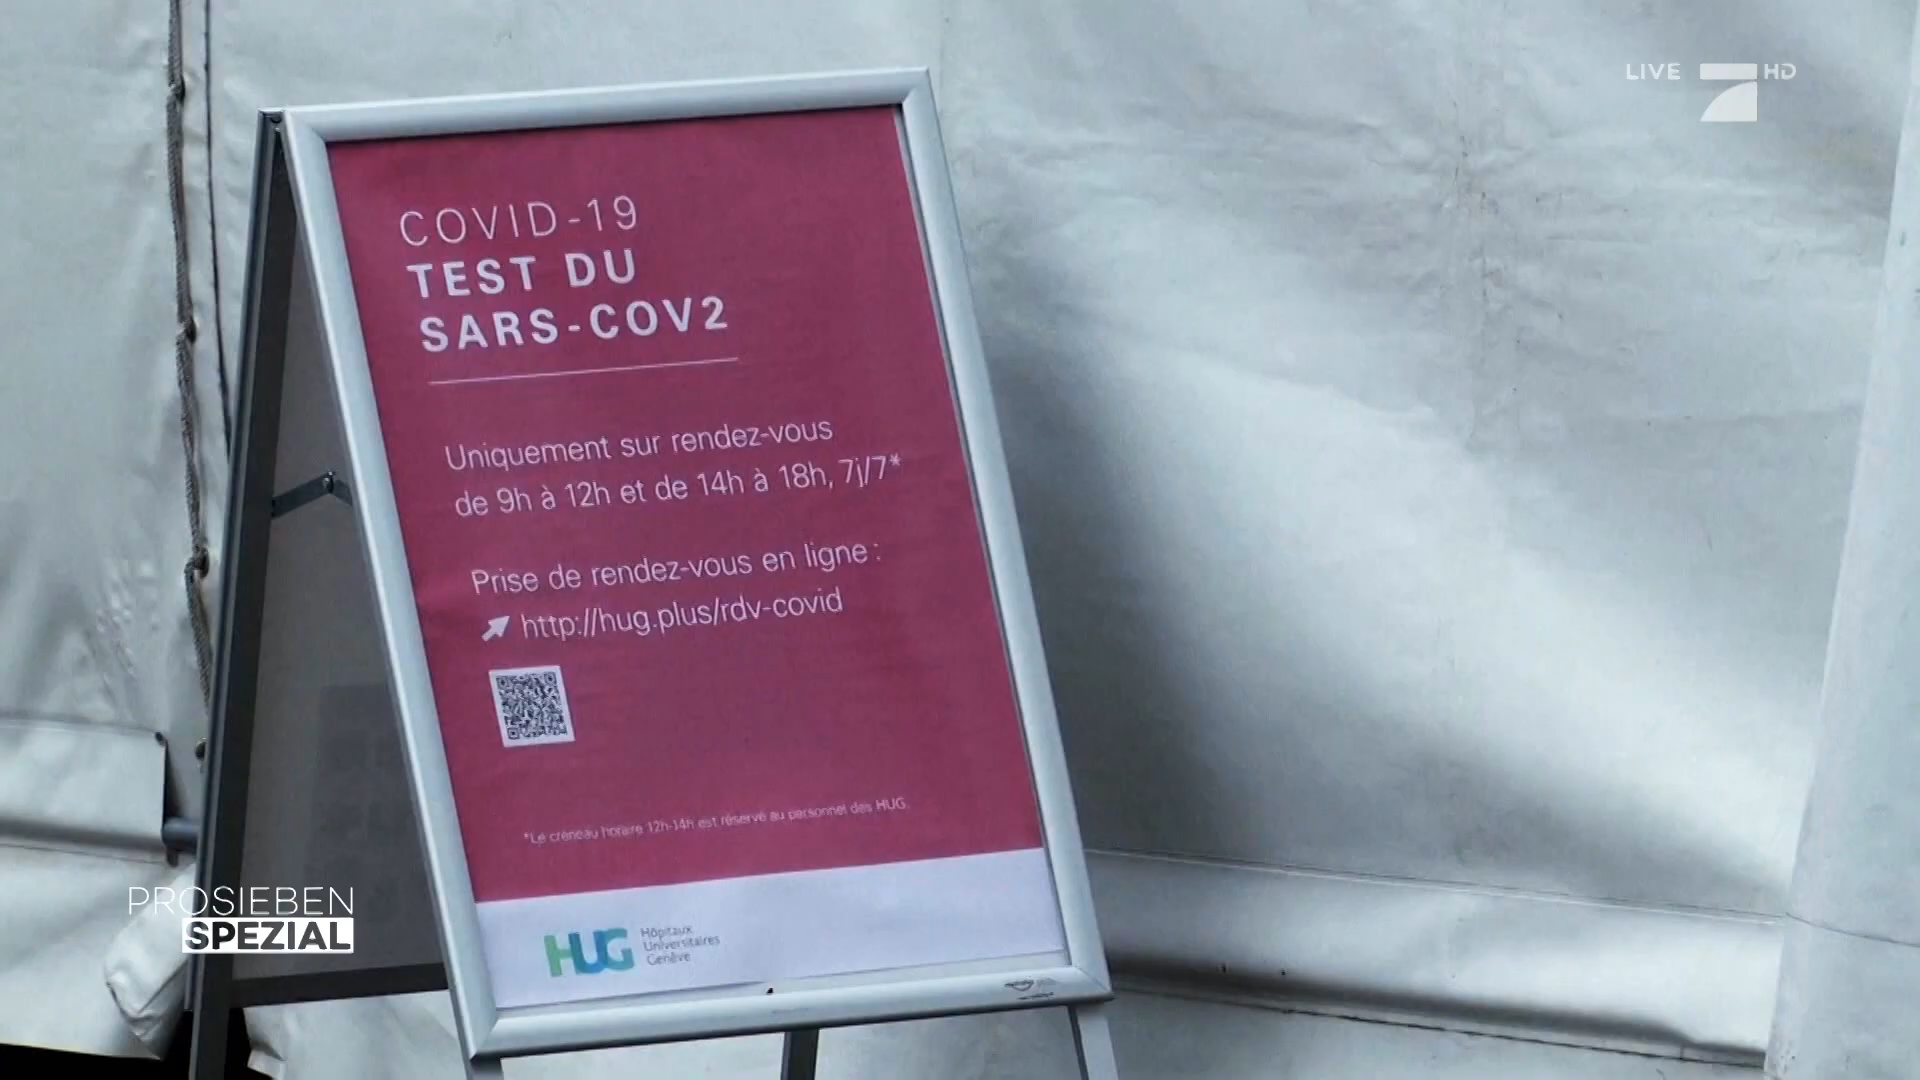 LIVE HD
COVID-19
TEST DU
SARS-COV2
Uniquement sur rendez-vous
de 9h à 12h et de 14h à 18h, 7j/7*
Prise de rendez-vous en ligne :
http://hug.plus/rdv-covid
*Le créneau horaire 12h-14h est réservé au personnel des HUG.
PROSIEBEN
SPEZIAL
HUG
Hôpitaux
Universitaires
Genève